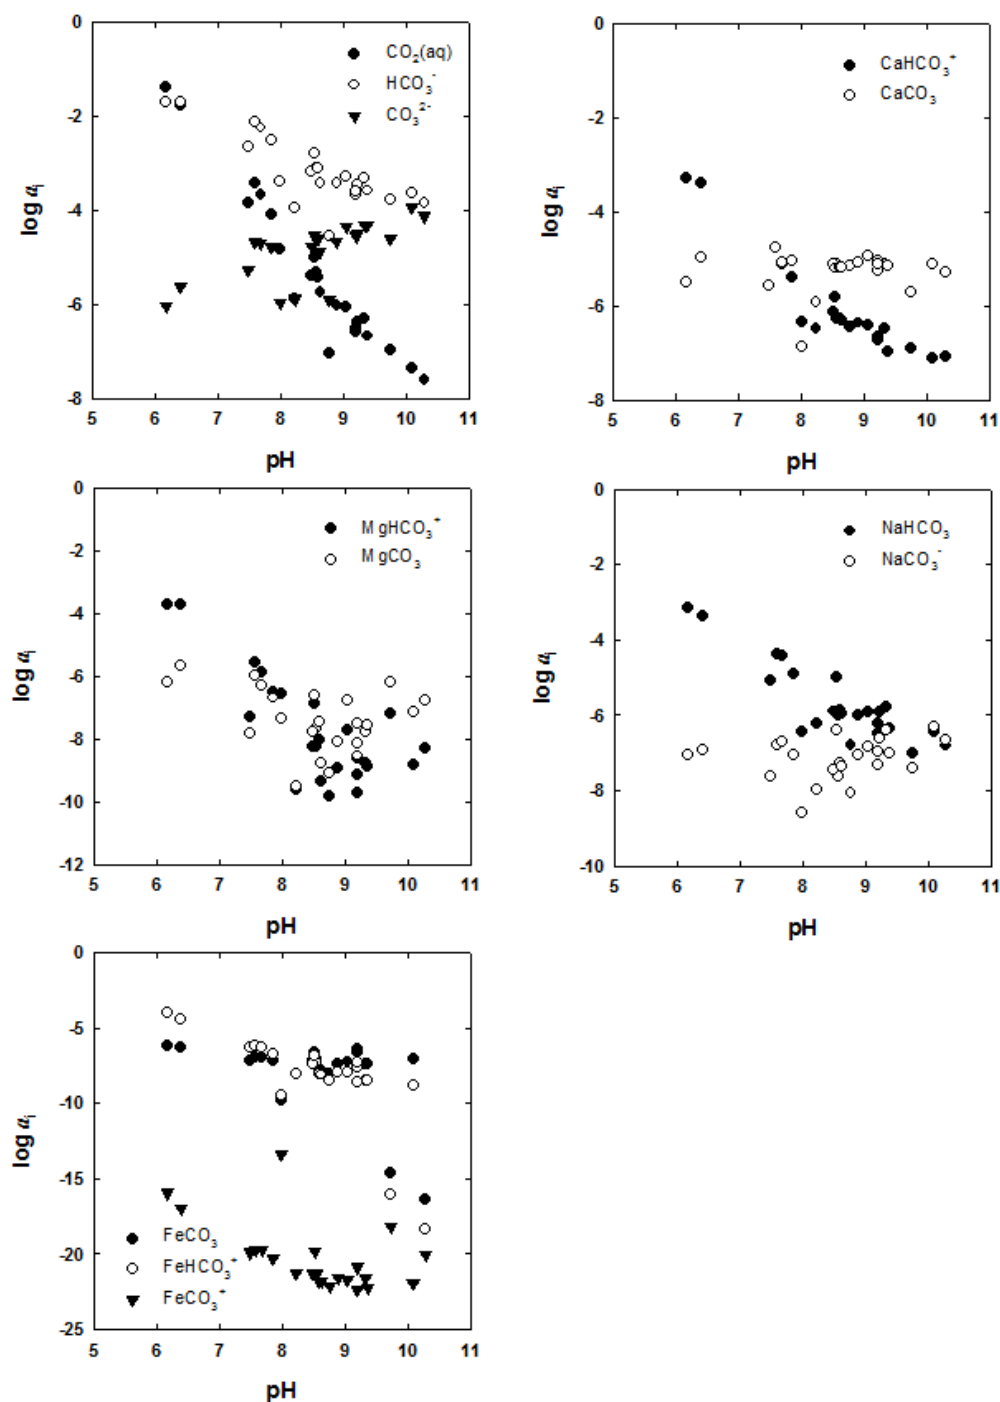 0
-2
-4
-6
-8
log aᵢ
CO₂(aq)
HCO₃⁻
CO₃²⁻
5 6 7 8 9 10 11
pH
0
-2
-4
-6
-8
log aᵢ
CaHCO₃⁺
CaCO₃
5 6 7 8 9 10 11
pH
0
-2
-4
-6
-8
-10
-12
log aᵢ
MgHCO₃⁺
MgCO₃
5 6 7 8 9 10 11
pH
0
-2
-4
-6
-8
-10
log aᵢ
NaHCO₃
NaCO₃⁻
5 6 7 8 9 10 11
pH
0
-5
-10
-15
-20
-25
log aᵢ
FeCO₃
FeHCO₃⁺
FeCO₃⁺
5 6 7 8 9 10 11
pH